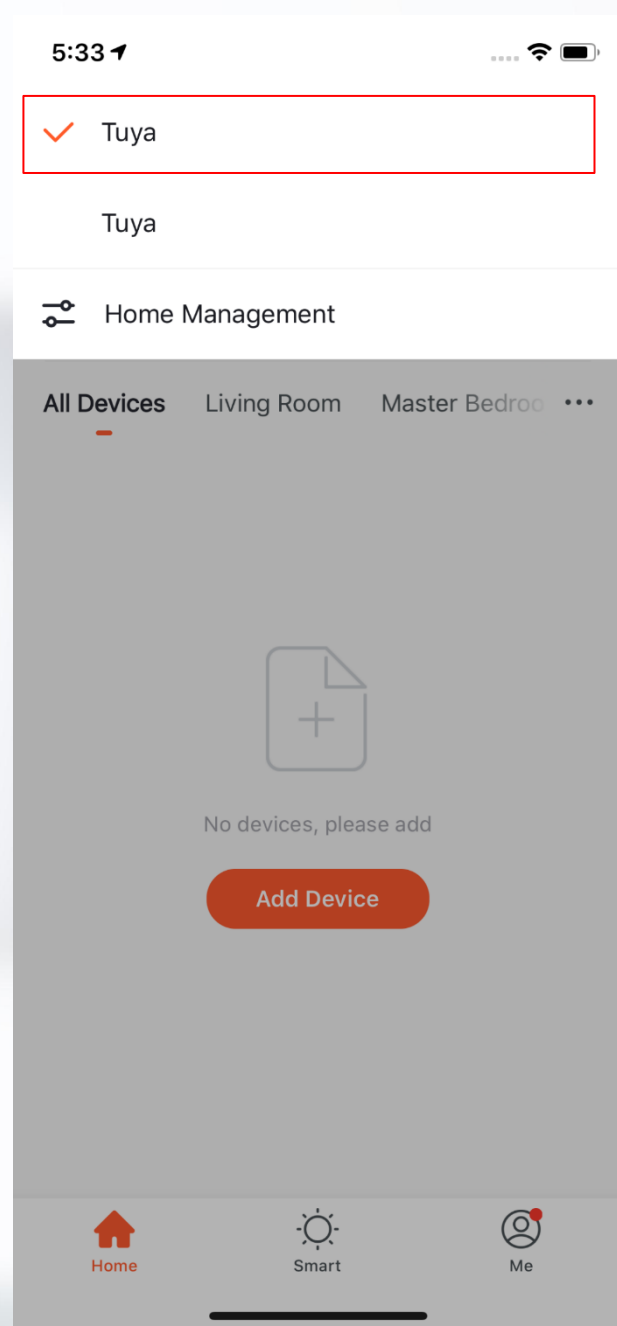 5:33
Tuya
Tuya
Home Management
All Devices Living Room Master Bedroo
No devices, please add
Add Device
Home Smart Me